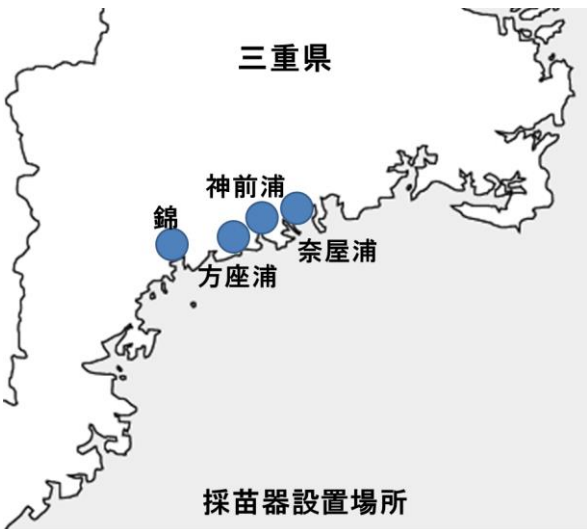 三重県
神前浦
錦
奈屋浦
方座浦
採苗器設置場所